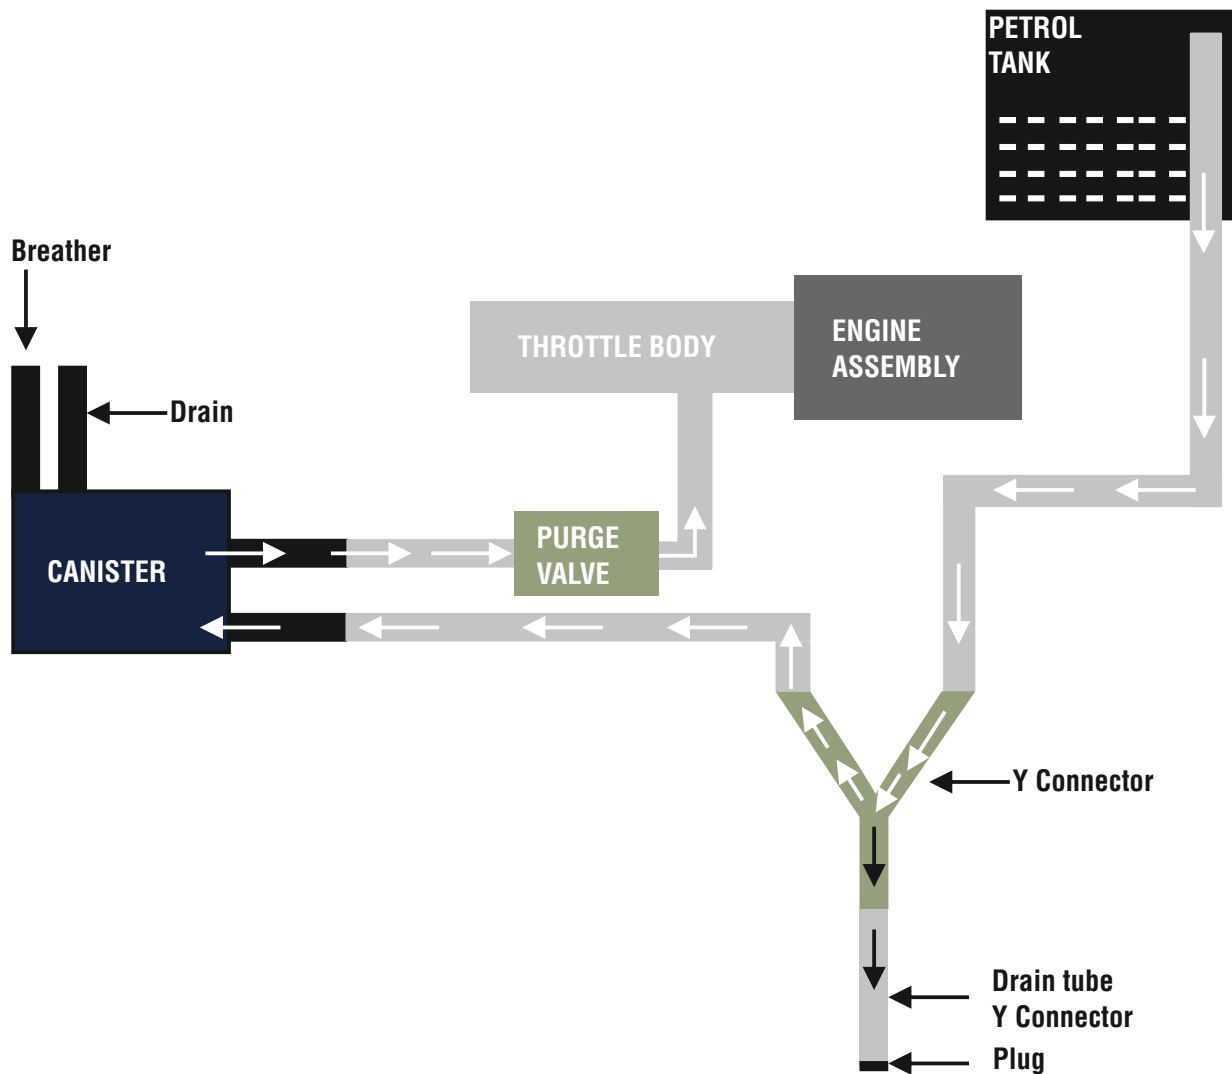 PETROL
TANK
Breather
THROTTLE BODY
ENGINE
ASSEMBLY
Drain
PURGE
VALVE
CANISTER
Y Connector
Drain tube
Y Connector
Plug